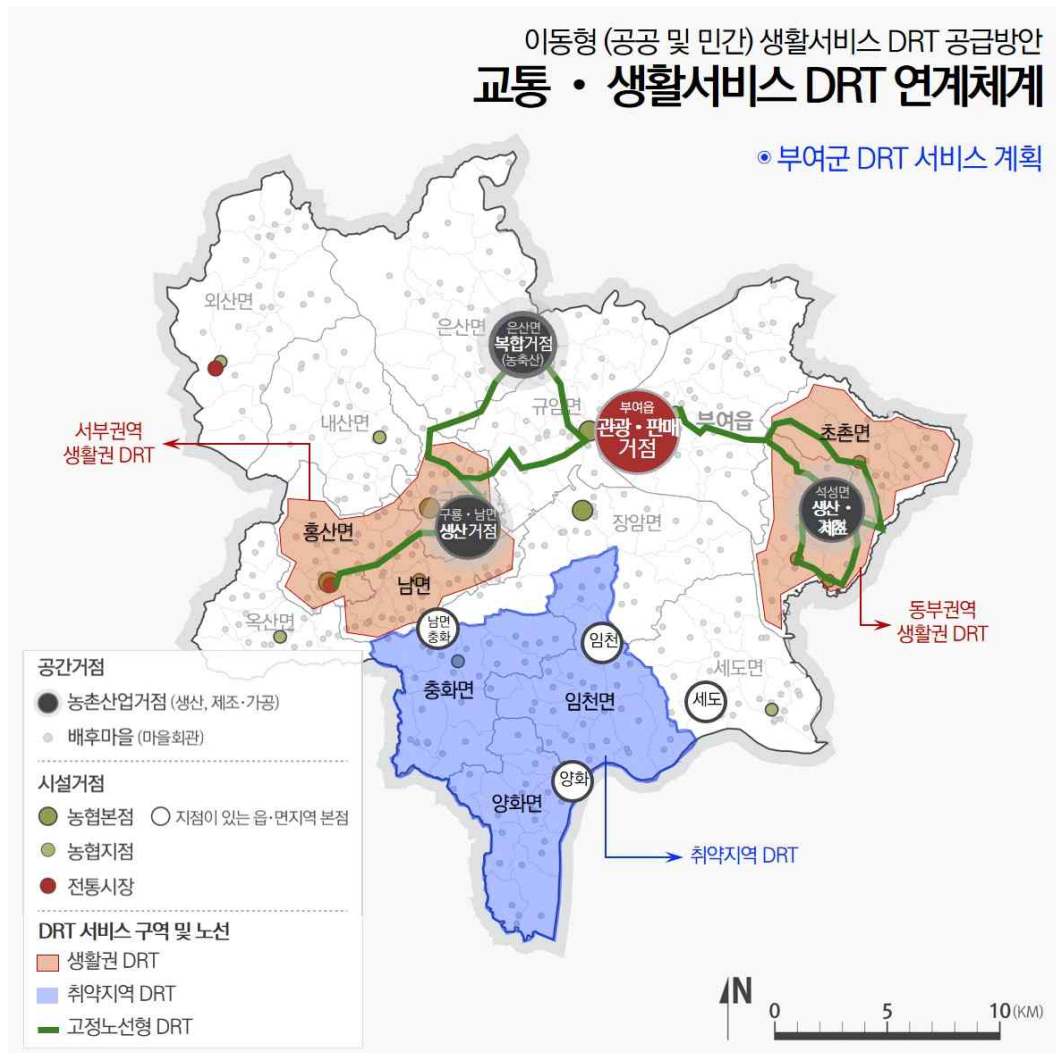 이동형 (공공 및 민간) 생활서비스 DRT 공급방안
교통 · 생활서비스 DRT 연계체계
부여군 DRT 서비스 계획
외산면
은산면
은산면
복합거점
(농축산)
내산면
규암면
부여읍
관광·판매
거점
부여읍
초촌면
서부권역
생활권 DRT
석성면
생산·
구룡·남면
생산거점
홍산면
장암면
남면
옥산면
남면
충화
임천
동부권역
생활권 DRT
세도면
충화면
임천면
세도
양화
양화면
취약지역 DRT
공간거점
농촌산업거점 (생산, 제조·가공)
배후마을 (마을회관)
시설거점
농협본점 지점이 있는 읍·면지역 본점
농협지점
전통시장
DRT 서비스 구역 및 노선
생활권 DRT
취약지역 DRT
고정노선형 DRT
N
0 5 10 (KM)